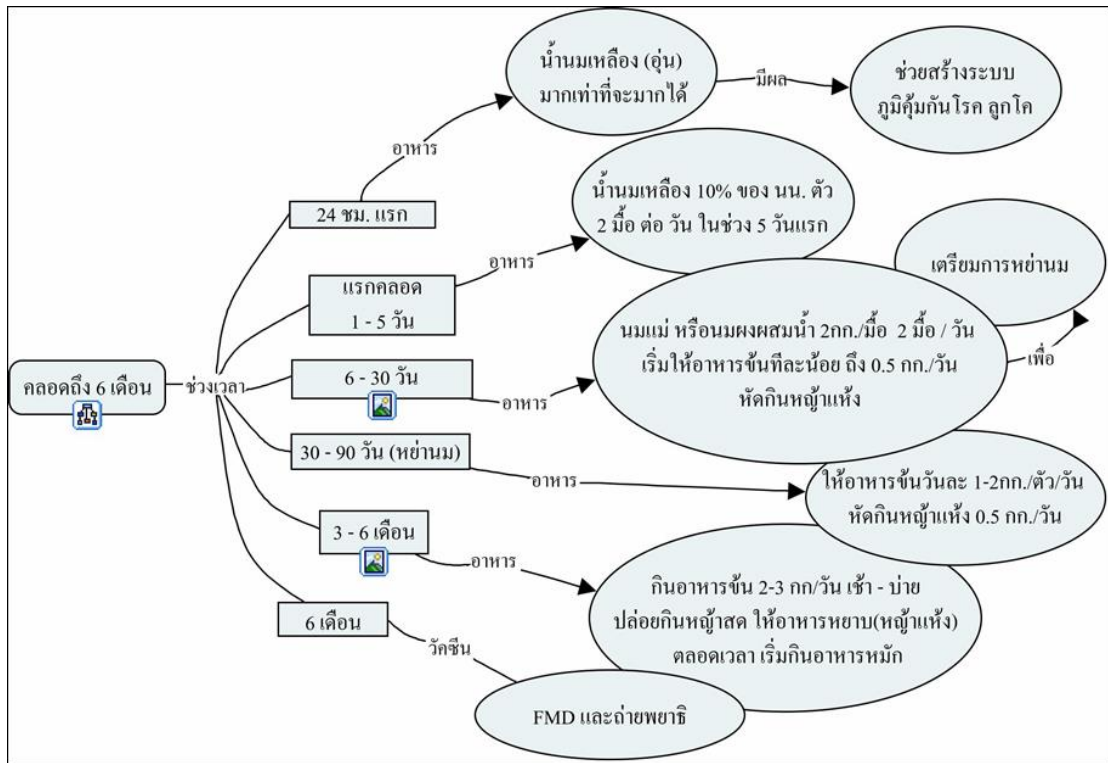 น้ำนมเหลือง (อุ่น)
มากเท่าที่จะมากได้
มีผล
ช่วยสร้างระบบ
ภูมิคุ้มกันโรค ลูกโค
อาหาร
24 ชม. แรก
น้ำนมเหลือง 10% ของ นน. ตัว
2 มื้อ ต่อ วัน ในช่วง 5 วันแรก
อาหาร
แรกคลอด
1 - 5 วัน
เตรียมการหย่านม
นมแม่ หรือนมผงผสมน้ำ 2กก./มื้อ 2 มื้อ / วัน
เริ่มให้อาหารข้นทีละน้อย ถึง 0.5 กก./วัน
หัดกินหญ้าแห้ง
เพื่อ
คลอดถึง 6 เดือน
ช่วงเวลา
6 - 30 วัน
อาหาร
30 - 90 วัน (หย่านม)
อาหาร
ให้อาหารข้นวันละ 1-2กก./ตัว/วัน
หัดกินหญ้าแห้ง 0.5 กก./วัน
3 - 6 เดือน
อาหาร
กินอาหารข้น 2-3 กก/วัน เช้า - บ่าย
ปล่อยกินหญ้าสด ให้อาหารหยาบ(หญ้าแห้ง)
ตลอดเวลา เริ่มกินอาหารหมัก
6 เดือน
วัคซีน
FMD และถ่ายพยาธิ